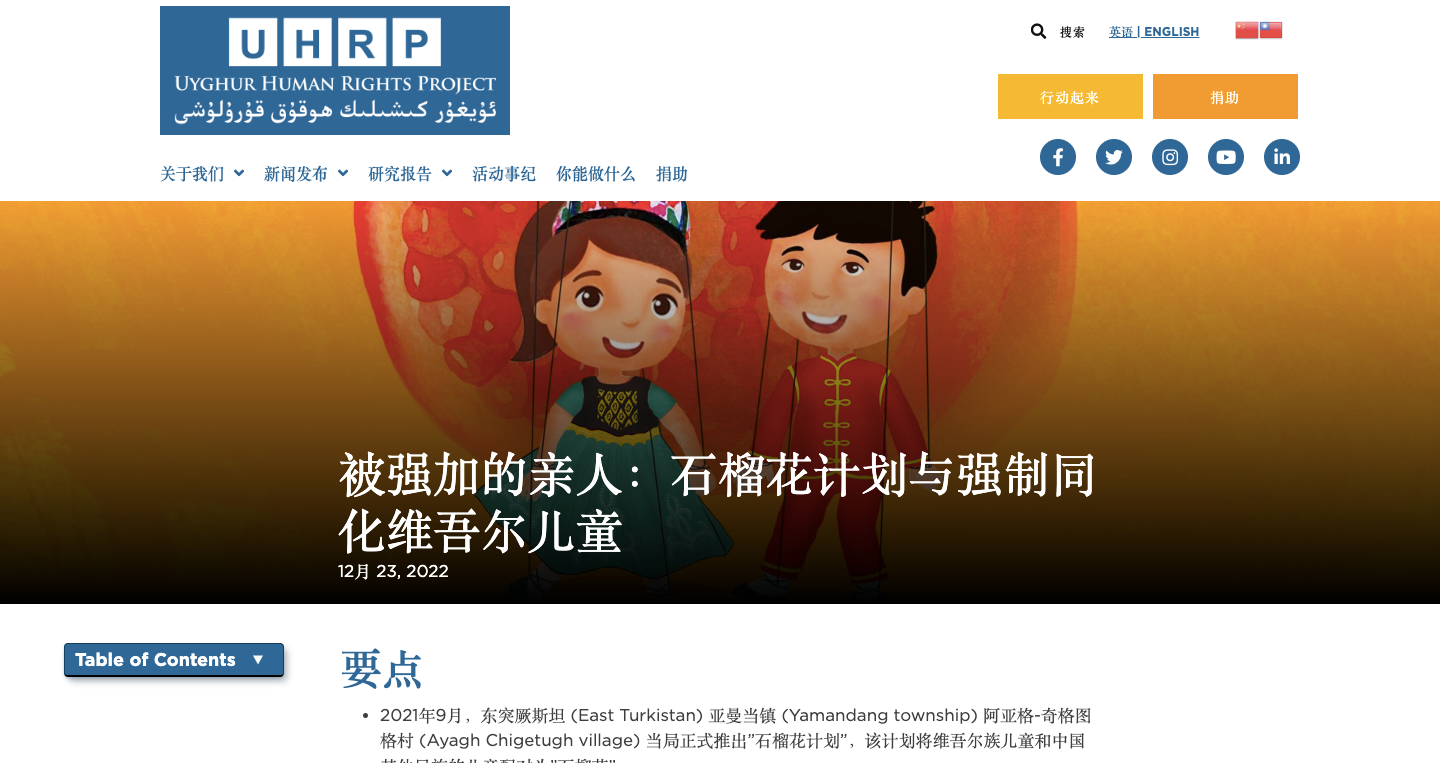 UHRP
UYGHUR HUMAN RIGHTS PROJECT
ئۇيغۇر كىشىلىك ھوقۇق قۇرۇلۇشى
搜索
英语 | ENGLISH
行动起来
捐助
关于我们
新闻发布
研究报告
活动事纪
你能做什么
捐助
被强加的亲人：石榴花计划与强制同
化维吾尔儿童
12月 23, 2022
Table of Contents ▼
要点
• 2021年9月，东突厥斯坦 (East Turkistan) 亚曼当镇 (Yamandang township) 阿亚格-奇格图
格村 (Ayagh Chigetugh village) 当局正式推出”石榴花计划”，该计划将维吾尔族儿童和中国